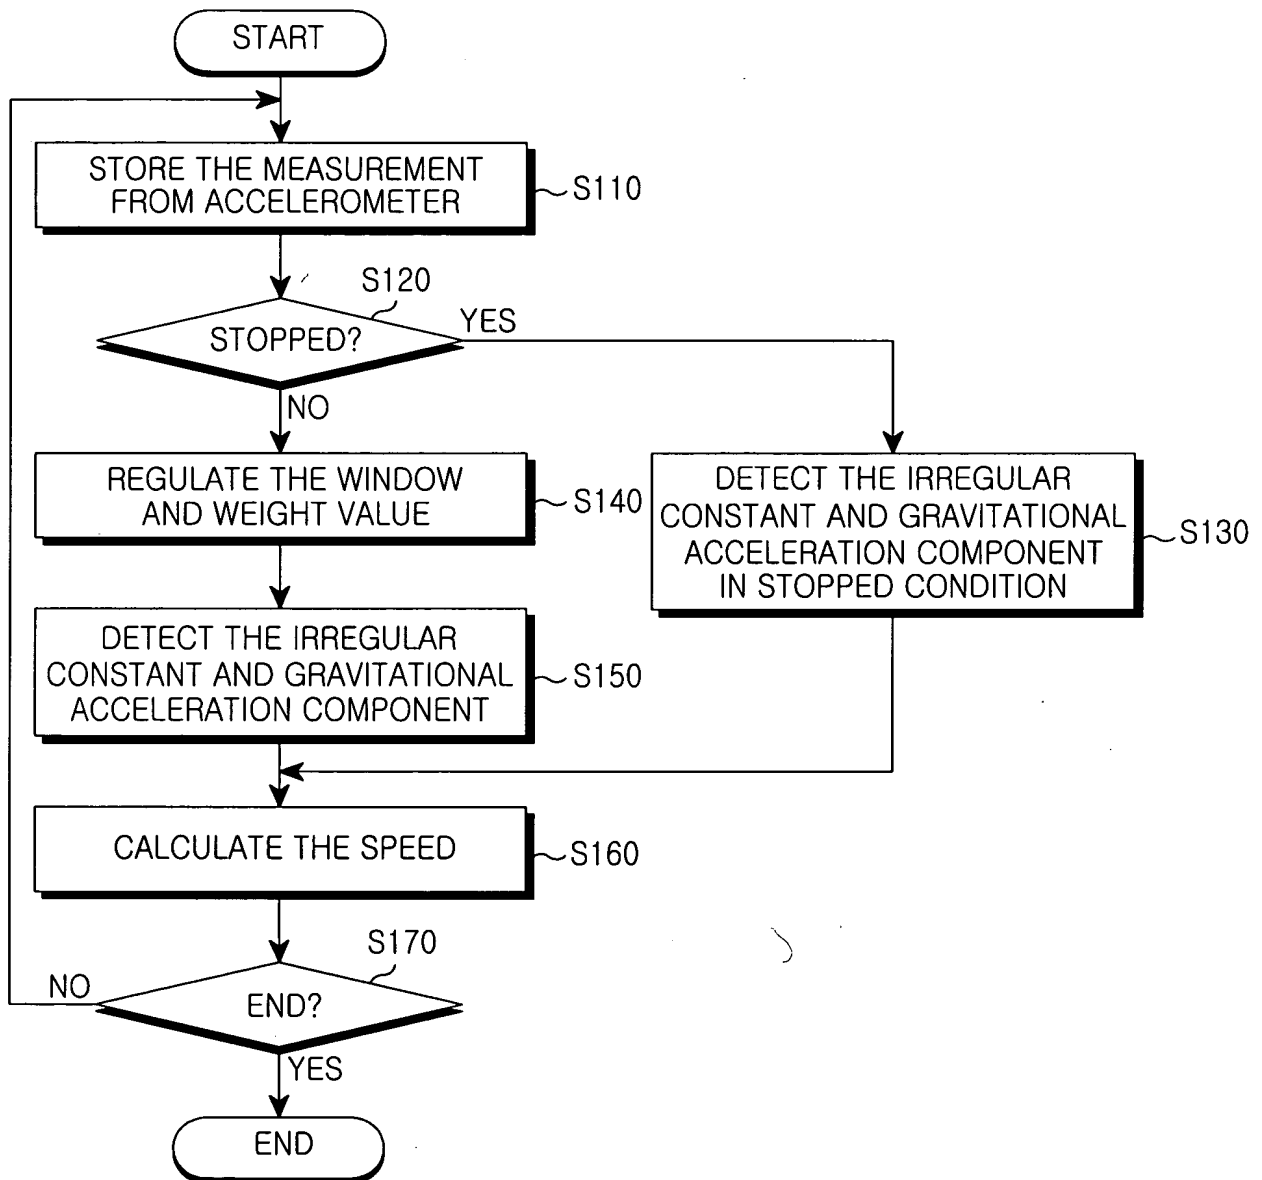 START
STORE THE MEASUREMENT
FROM ACCELEROMETER
S110
S120
STOPPED?
YES
NO
REGULATE THE WINDOW
AND WEIGHT VALUE
S140
DETECT THE IRREGULAR
CONSTANT AND GRAVITATIONAL
ACCELERATION COMPONENT
IN STOPPED CONDITION
S130
DETECT THE IRREGULAR
CONSTANT AND GRAVITATIONAL
ACCELERATION COMPONENT
S150
CALCULATE THE SPEED
S160
S170
NO
END?
YES
END